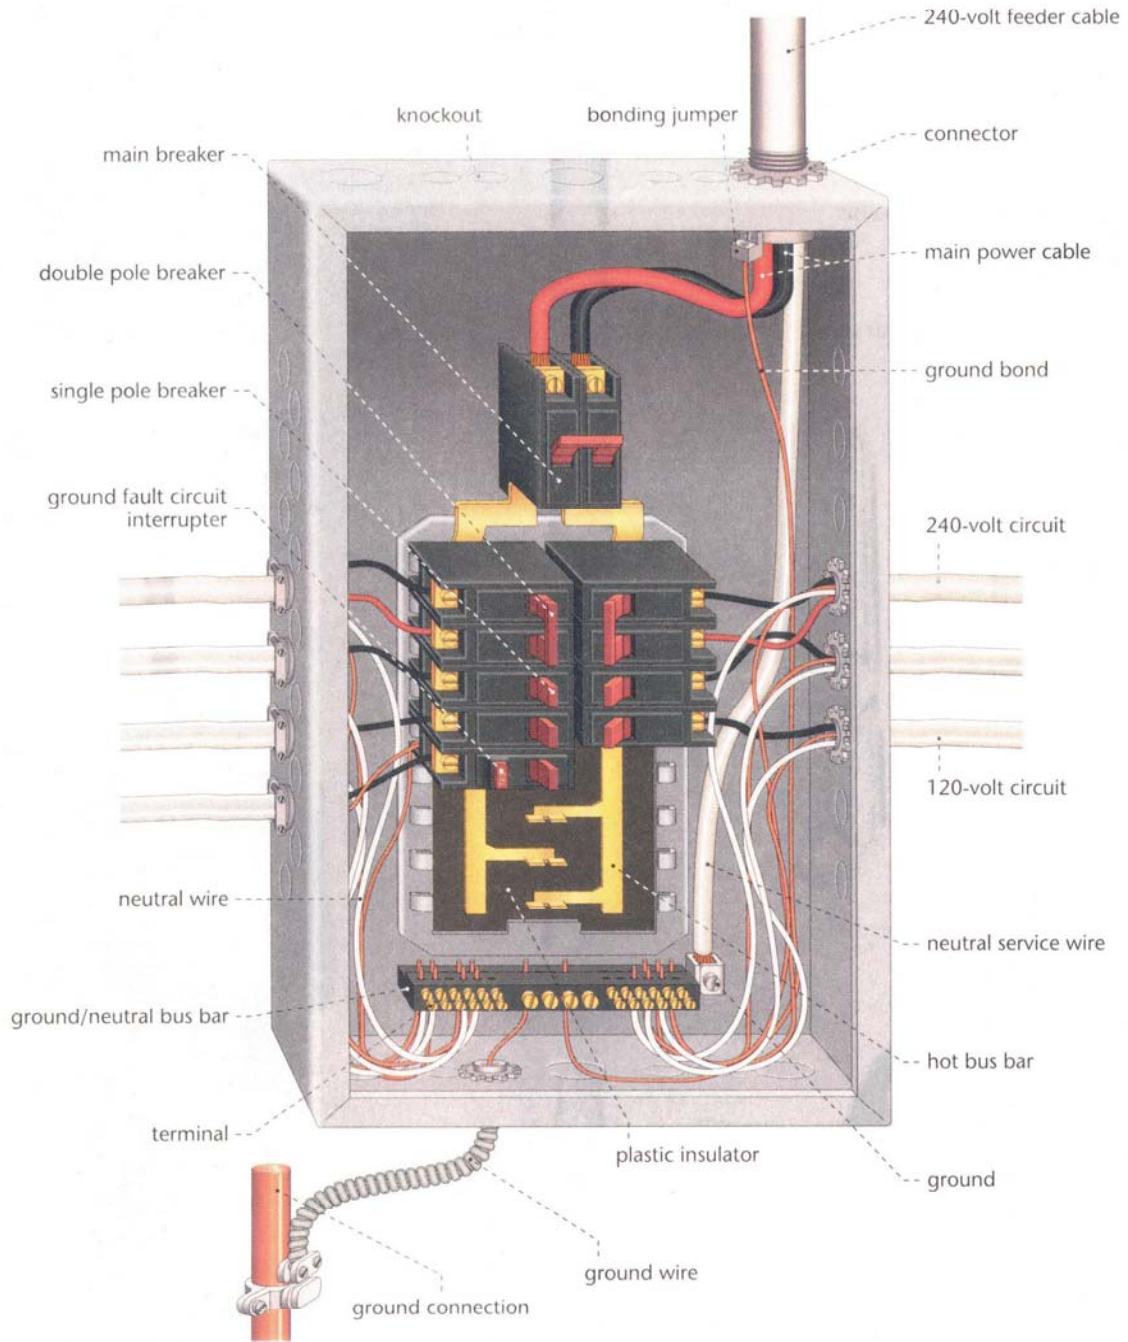 240-volt feeder cable
knockout
bonding jumper
connector
main breaker
double pole breaker
main power cable
single pole breaker
ground bond
ground fault circuit
interrupter
240-volt circuit
120-volt circuit
neutral wire
neutral service wire
ground/neutral bus bar
hot bus bar
terminal
plastic insulator
ground
ground wire
ground connection